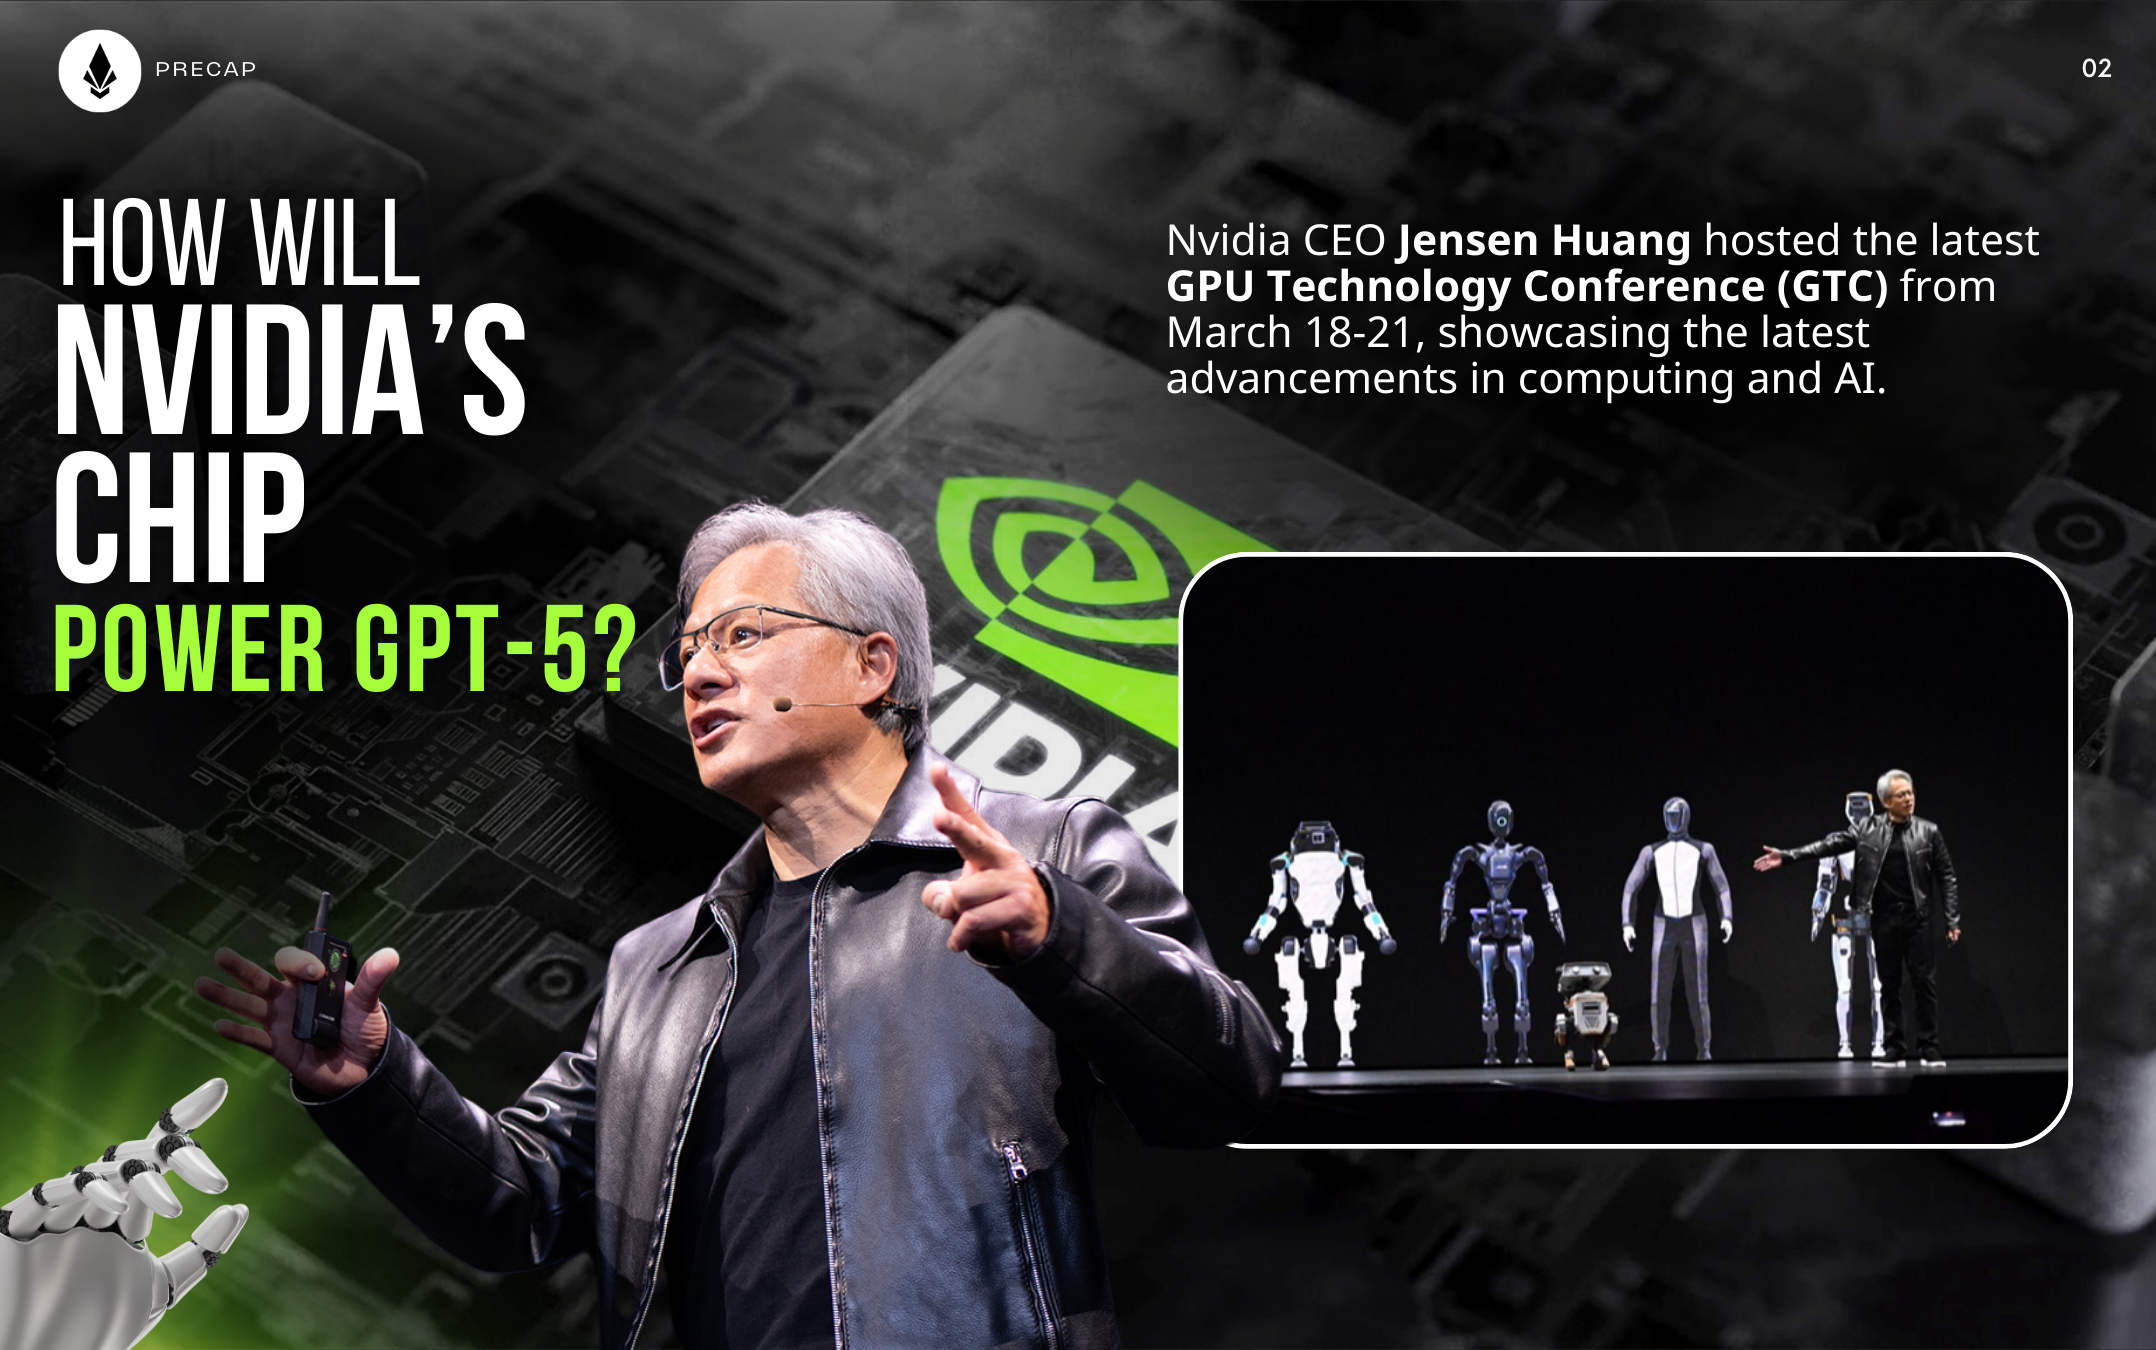 PRECAP
02
HOW WILL
NVIDIA’S
CHIP
POWER GPT-5?
Nvidia CEO Jensen Huang hosted the latest
GPU Technology Conference (GTC) from
March 18-21, showcasing the latest
advancements in computing and AI.
VIDIA